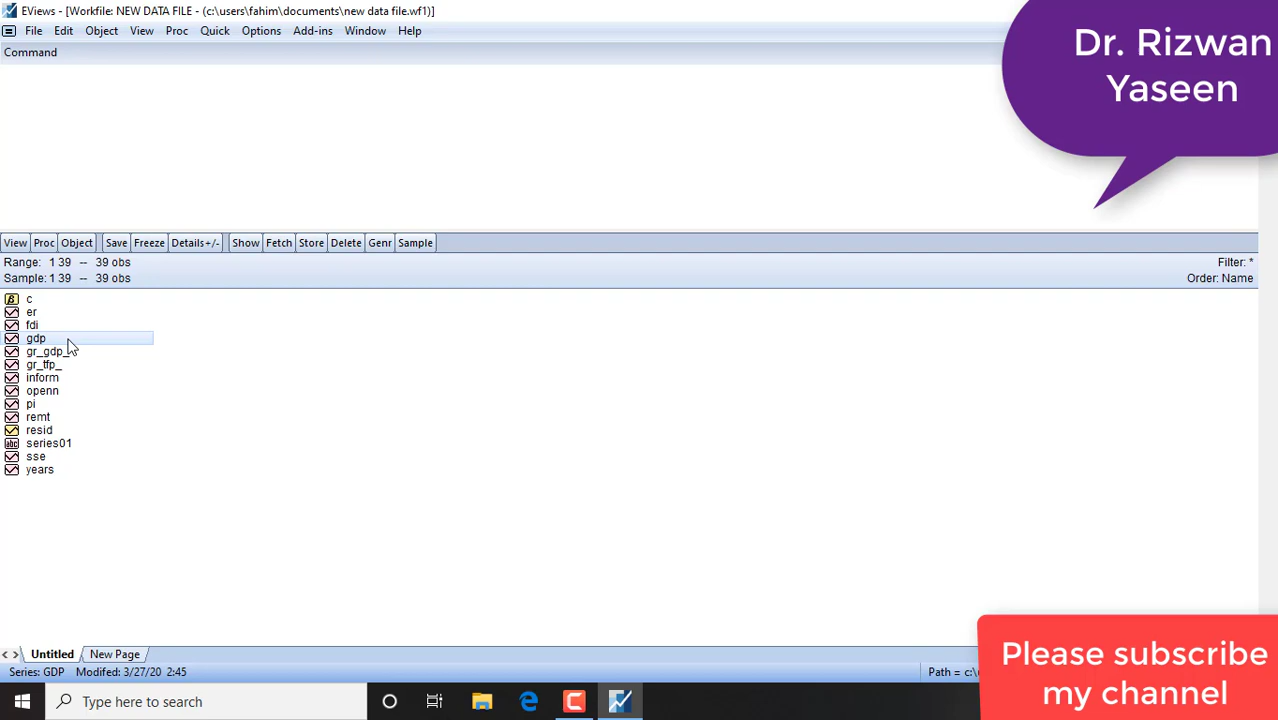 EViews - [Workfile: NEW DATA FILE - (c:\users\fahim\documents\new data file.wf1)]
File Edit Object View Proc Quick Options Add-ins Window Help
Command
Dr. Rizwan
Yaseen
View Proc Object Save Freeze Details+/- Show Fetch Store Delete Genr Sample
Range: 1 39 -- 39 obs Filter: *
Sample: 1 39 -- 39 obs Order: Name
β c
er
fdi
gdp
gr_gdp_
gr_tfp_
inform
openn
pi
remt
resid
abc series01
sse
years
Untitled New Page
Series: GDP Modifed: 3/27/20 2:45 Path = c:\
Please subscribe
my channel
Type here to search